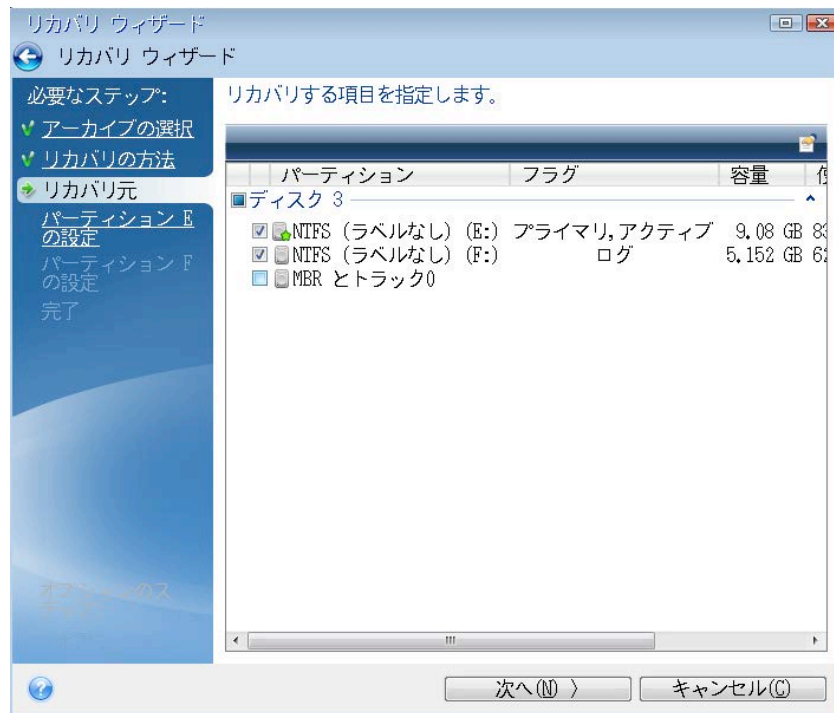 リカバリ ウィザード
リカバリ ウィザード
必要なステップ:
アーカイブの選択
リカバリの方法
リカバリ元
パーティション E
の設定
パーティション F
の設定
完了
リカバリする項目を指定します。
パーティション フラグ 容量
ディスク 3
NTFS (ラベルなし) (E:) プライマリ,アクティブ 9.08 GB
NTFS (ラベルなし) (F:) ログ 5.152 GB
MBR とトラック0
次へ(N) 〉 キャンセル(C)